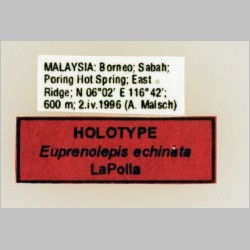 MALAYSIA: Borneo; Sabah;
Poring Hot Spring; East
Ridge; N 06°02' E 116°42';
600 m; 2.iv.1996 (A. Malsch)
HOLOTYPE
Euprenolepis echinata
LaPolla